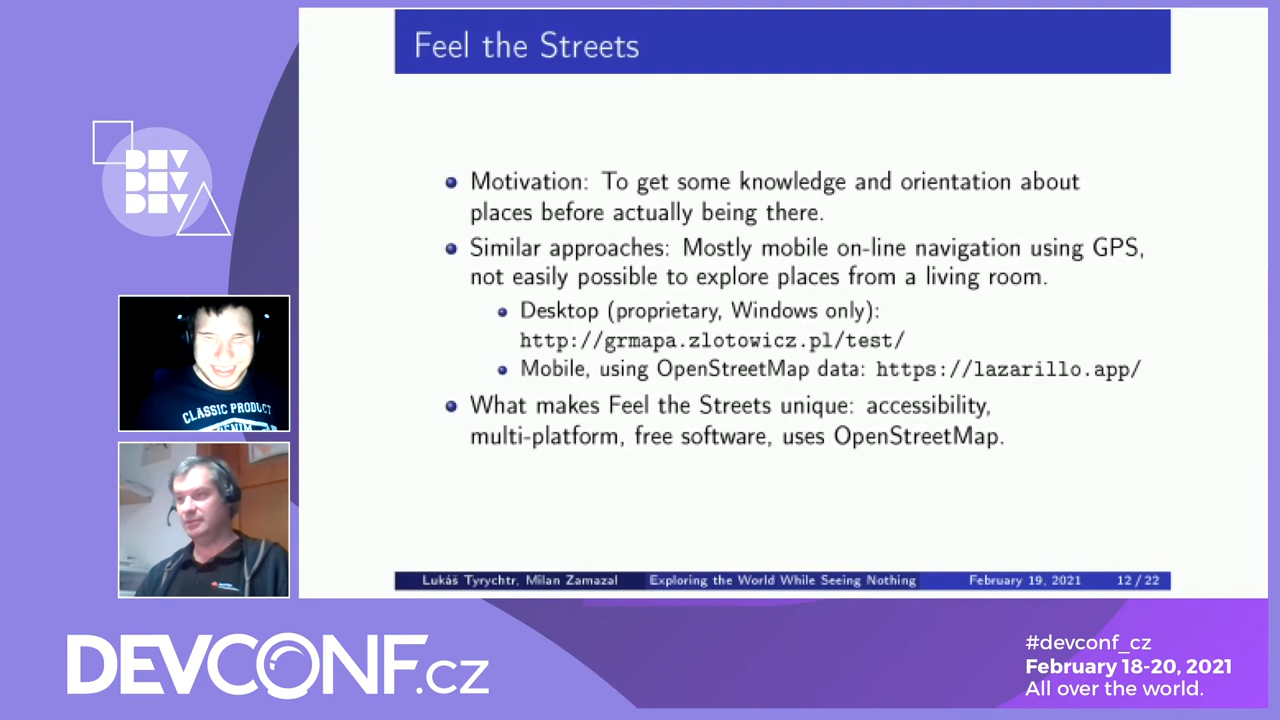 Feel the Streets
Motivation: To get some knowledge and orientation about
places before actually being there.
Similar approaches: Mostly mobile on-line navigation using GPS,
not easily possible to explore places from a living room.
Desktop (proprietary, Windows only):
http://grmapa.zlotowicz.pl/test/
Mobile, using OpenStreetMap data: https://lazarillo.app/
What makes Feel the Streets unique: accessibility,
multi-platform, free software, uses OpenStreetMap.
Lukáš Tyrychtr, Milan Zamazal Exploring the World While Seeing Nothing February 19, 2021 12 / 22
DEV
DEV
DEV
CLASSIC PRODUCT
DEVCONF.cz
#devconf_cz
February 18-20, 2021
All over the world.